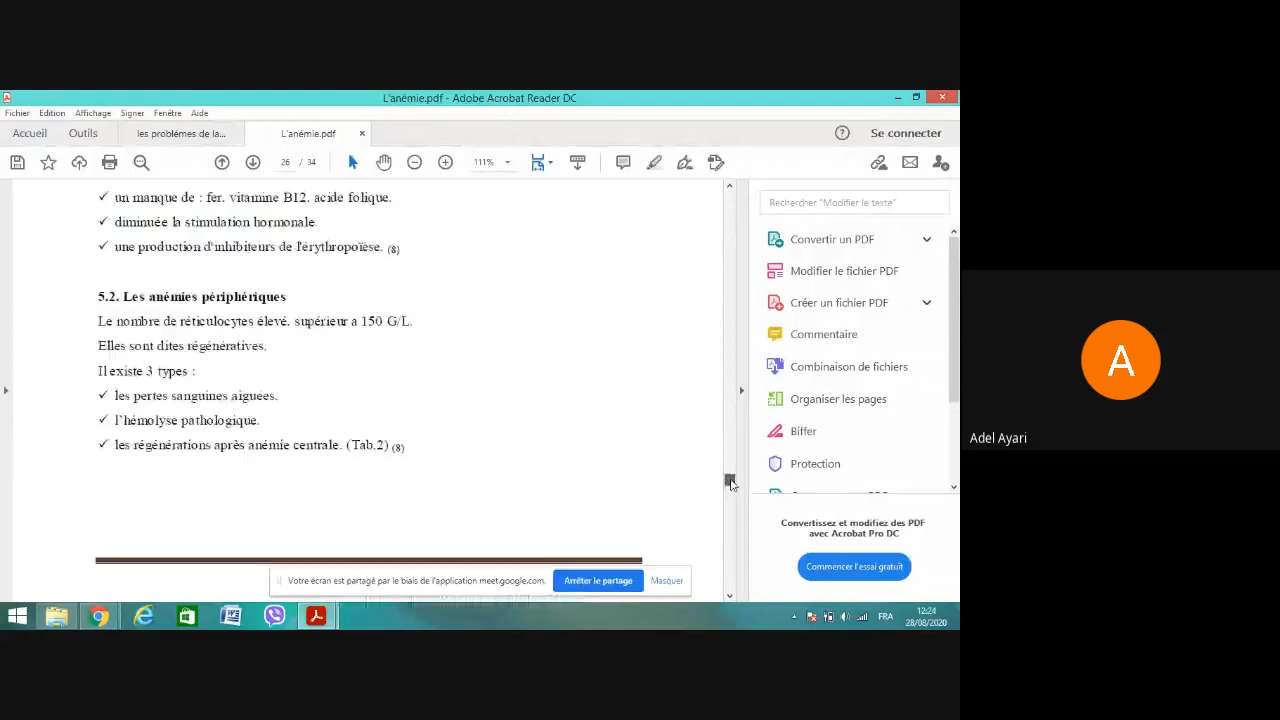 L'anémie.pdf - Adobe Acrobat Reader DC
Fichier Edition Affichage Signer Fenêtre Aide
Accueil Outils les problémes de la... L'anémie.pdf × Se connecter
26 / 34 111%
✓ un manque de : fer. vitamine B12. acide folique.
✓ diminuée la stimulation hormonale.
✓ une production d'inhibiteurs de l'érythropoïèse. (8)
5.2. Les anémies périphériques
Le nombre de réticulocytes élevé. supérieur a 150 G/L.
Elles sont dites régénératives.
Il existe 3 types :
✓ les pertes sanguines aiguees.
✓ l'hémolyse pathologique.
✓ les régénérations après anémie centrale. (Tab.2) (8)
Rechercher "Modifier le texte"
Convertir un PDF
Modifier le fichier PDF
Créer un fichier PDF
Commentaire
Combinaison de fichiers
Organiser les pages
Biffer
Protection
Convertissez et modifiez des PDF
avec Acrobat Pro DC
Commencer l'essai gratuit
Votre écran est partagé par le biais de l'application meet.google.com. Arrêter le partage Masquer
FRA
12:24
28/08/2020
A
Adel Ayari